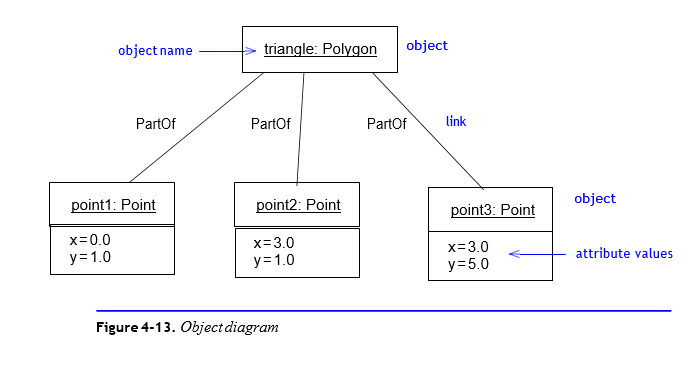 object name
triangle: Polygon
object
PartOf
PartOf
PartOf
link
point1: Point
x=0.0
y=1.0
point2: Point
x=3.0
y=1.0
point3: Point
x=3.0
y=5.0
object
attribute values
Figure 4-13. Object diagram